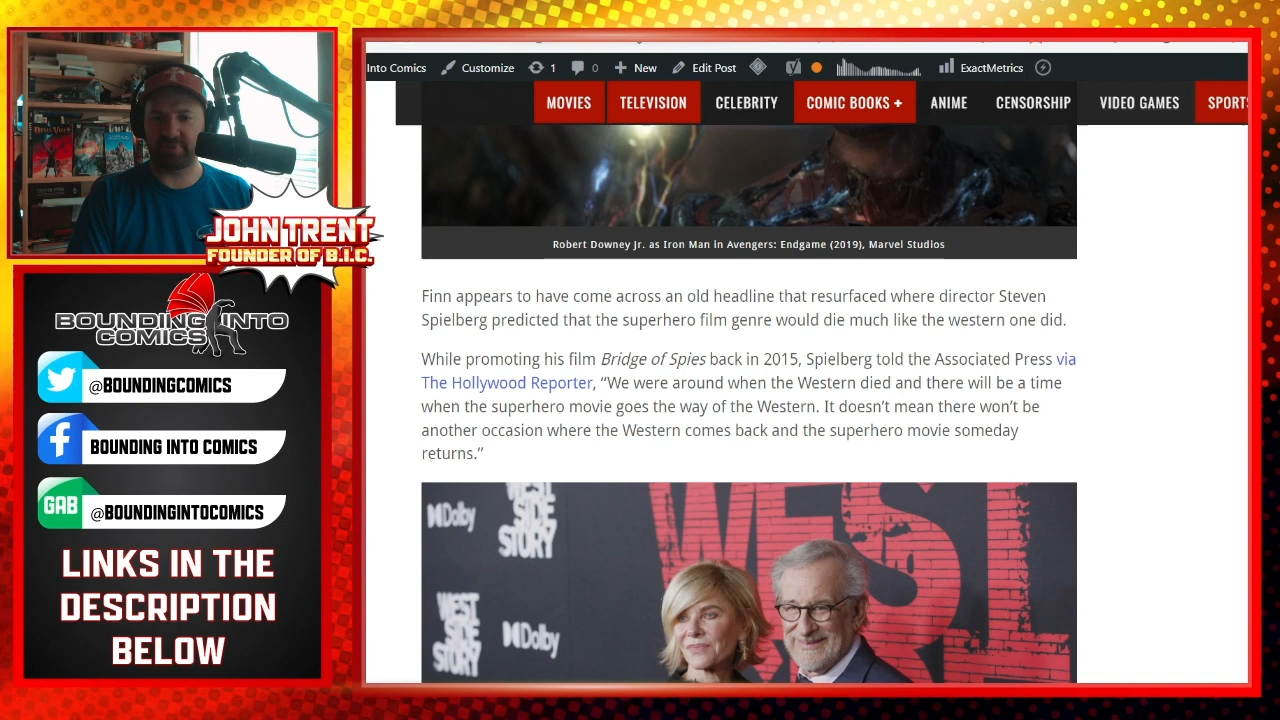 JOHN TRENT
FOUNDER OF B.I.C.
BOUNDING INTO
COMICS
@BOUNDINGCOMICS
BOUNDING INTO COMICS
GAB
@BOUNDINGINTOCOMICS
LINKS IN THE
DESCRIPTION
BELOW
Into Comics Customize 1 0 New Edit Post ExactMetrics
MOVIES TELEVISION CELEBRITY COMIC BOOKS + ANIME CENSORSHIP VIDEO GAMES SPORTS
Robert Downey Jr. as Iron Man in Avengers: Endgame (2019), Marvel Studios
Finn appears to have come across an old headline that resurfaced where director Steven
Spielberg predicted that the superhero film genre would die much like the western one did.
While promoting his film Bridge of Spies back in 2015, Spielberg told the Associated Press via
The Hollywood Reporter, “We were around when the Western died and there will be a time
when the superhero movie goes the way of the Western. It doesn’t mean there won’t be
another occasion where the Western comes back and the superhero movie someday
returns.”
Dolby
WEST
SIDE
STORY
WEST
SIDE
STORY
Dolby
WEST